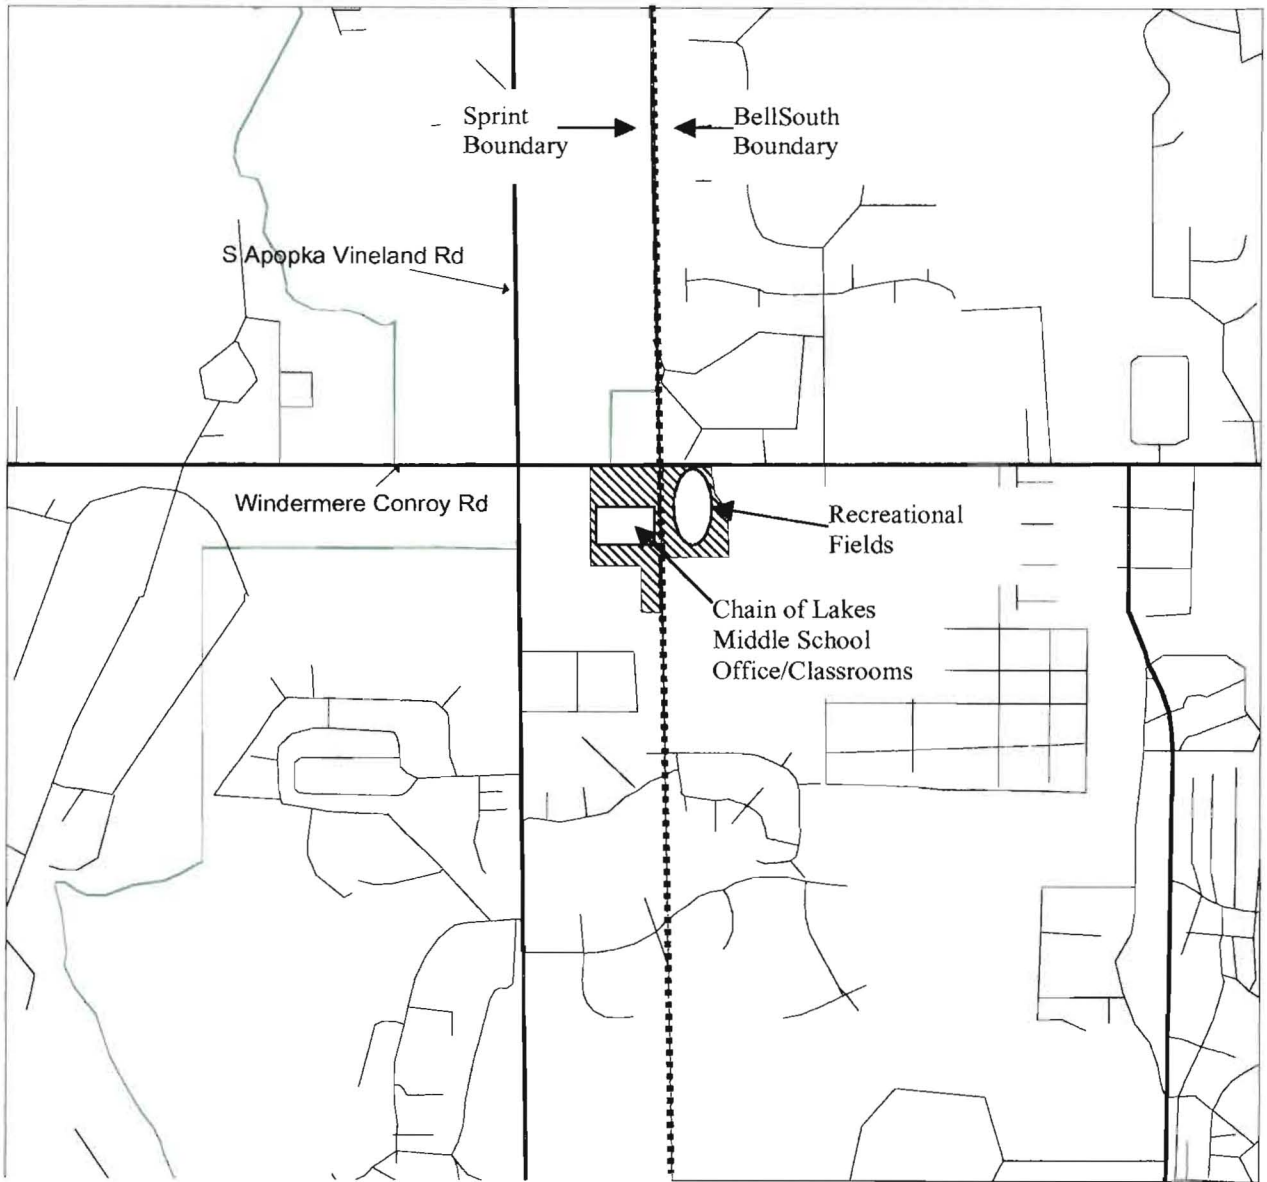 Sprint
Boundary
BellSouth
Boundary
S Apopka Vineland Rd
Windermere Conroy Rd
Recreational
Fields
Chain of Lakes
Middle School
Office/Classrooms